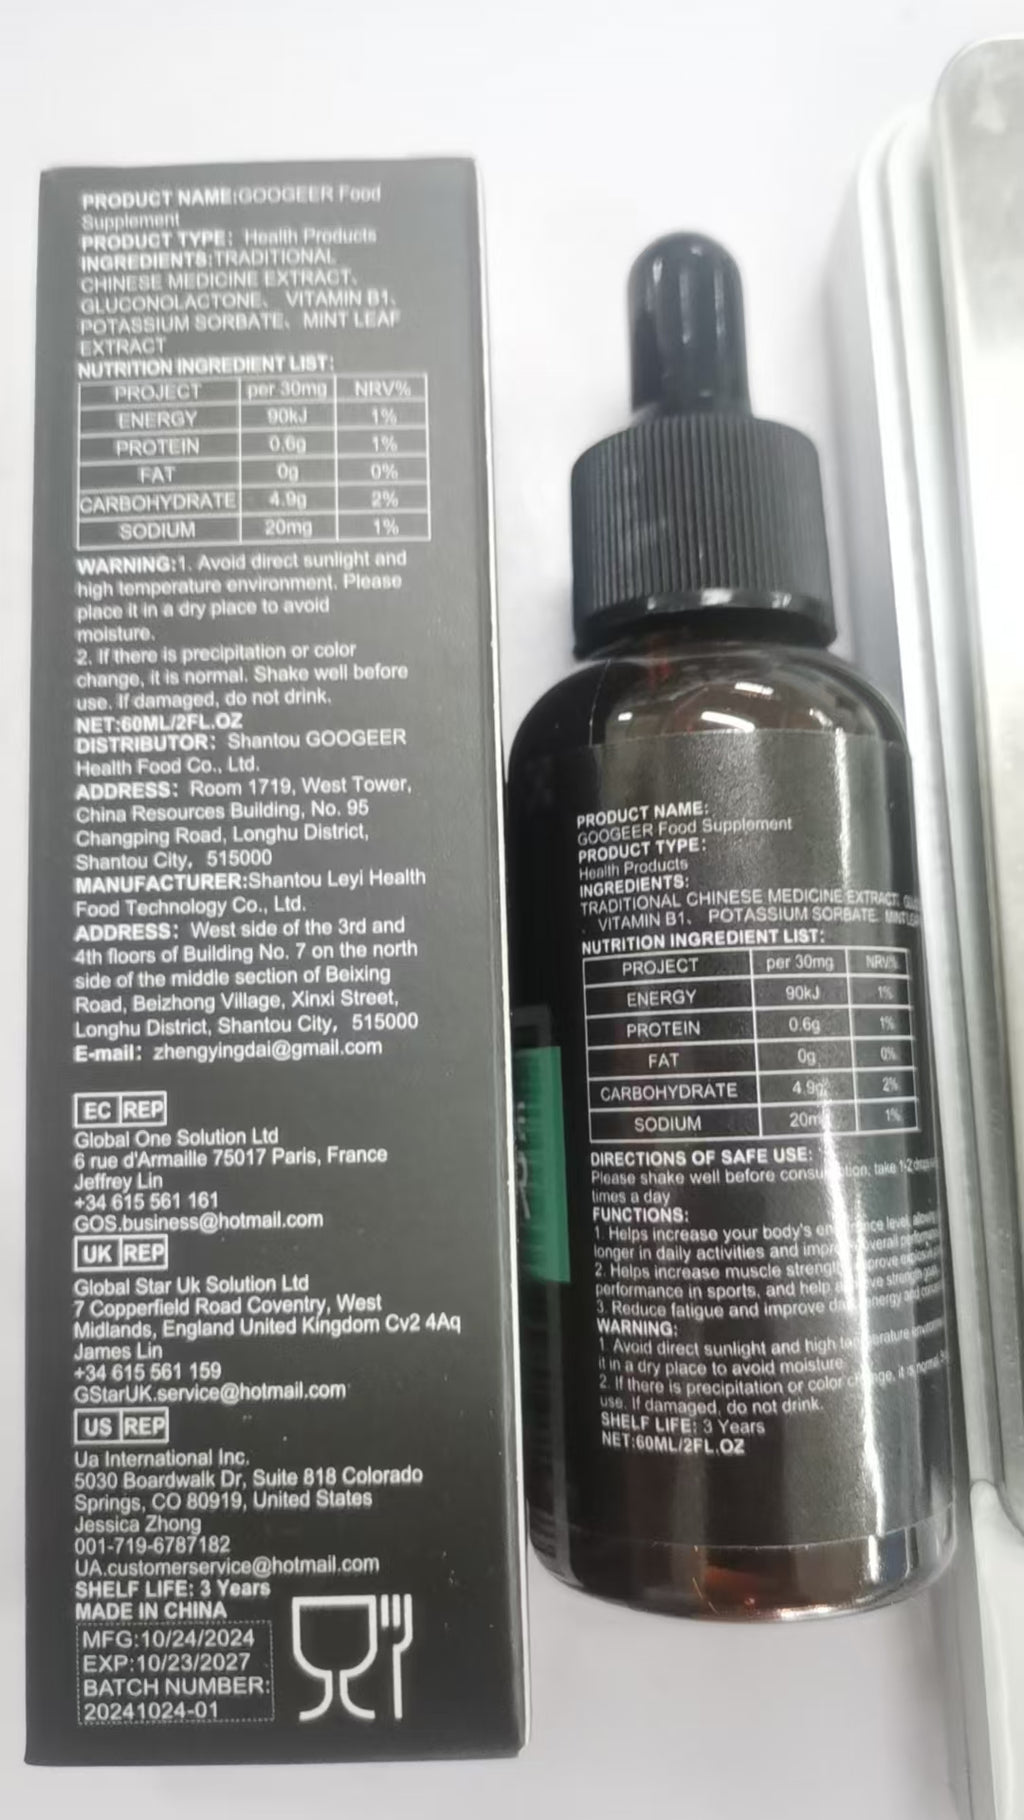 PRODUCT NAME:GOOGEER Food
Supplement
PRODUCT TYPE: Health Products
INGREDIENTS:TRADITIONAL
CHINESE MEDICINE EXTRACT、
GLUCONOLACTONE、 VITAMIN B1、
POTASSIUM SORBATE、 MINT LEAF
EXTRACT
NUTRITION INGREDIENT LIST:
PROJECT per 30mg NRV%
ENERGY 90kJ 1%
PROTEIN 0.6g 1%
FAT 0g 0%
CARBOHYDRATE 4.9g 2%
SODIUM 20mg 1%
WARNING:1. Avoid direct sunlight and
high temperature environment. Please
place it in a dry place to avoid
moisture.
2. If there is precipitation or color
change, it is normal. Shake well before
use. If damaged, do not drink.
NET:60ML/2FL.OZ
DISTRIBUTOR: Shantou GOOGEER
Health Food Co., Ltd.
ADDRESS: Room 1719, West Tower,
China Resources Building, No. 95
Changping Road, Longhu District,
Shantou City, 515000
MANUFACTURER:Shantou Leyi Health
Food Technology Co., Ltd.
ADDRESS: West side of the 3rd and
4th floors of Building No. 7 on the north
side of the middle section of Beixing
Road, Beizhong Village, Xinxi Street,
Longhu District, Shantou City, 515000
E-mail: zhengyingdai@gmail.com
EC REP
Global One Solution Ltd
6 rue d'Armaille 75017 Paris, France
Jeffrey Lin
+34 615 561 161
GOS.business@hotmail.com
UK REP
Global Star Uk Solution Ltd
7 Copperfield Road Coventry, West
Midlands, England United Kingdom Cv2 4Aq
James Lin
+34 615 561 159
GStarUK.service@hotmail.com
US REP
Ua International Inc.
5030 Boardwalk Dr, Suite 818 Colorado
Springs, CO 80919, United States
Jessica Zhong
001-719-6787182
UA.customerservice@hotmail.com
SHELF LIFE: 3 Years
MADE IN CHINA
MFG:10/24/2024
EXP:10/23/2027
BATCH NUMBER:
20241024-01
PRODUCT NAME:
GOOGEER Food Supplement
PRODUCT TYPE:
Health Products
INGREDIENTS:
TRADITIONAL CHINESE MEDICINE EXTRACT、
、 VITAMIN B1、 POTASSIUM SORBATE、 MINT
NUTRITION INGREDIENT LIST:
PROJECT per 30mg NRV%
ENERGY 90kJ 1%
PROTEIN 0.6g 1%
FAT 0g 0%
CARBOHYDRATE 4.9g 2%
SODIUM 20m 1%
DIRECTIONS OF SAFE USE:
Please shake well before take 1-2
times a day
FUNCTIONS:
1. Helps increase your body's level,
longer in daily activities and overall
2. Helps increase muscle strength
performance in sports, and help strength
3. Reduce fatigue and improve energy and
WARNING:
1. Avoid direct sunlight and high
it in a dry place to avoid moisture.
2. If there is precipitation or color it is normal.
use. If damaged, do not drink.
SHELF LIFE: 3 Years
NET:60ML/2FL.OZ